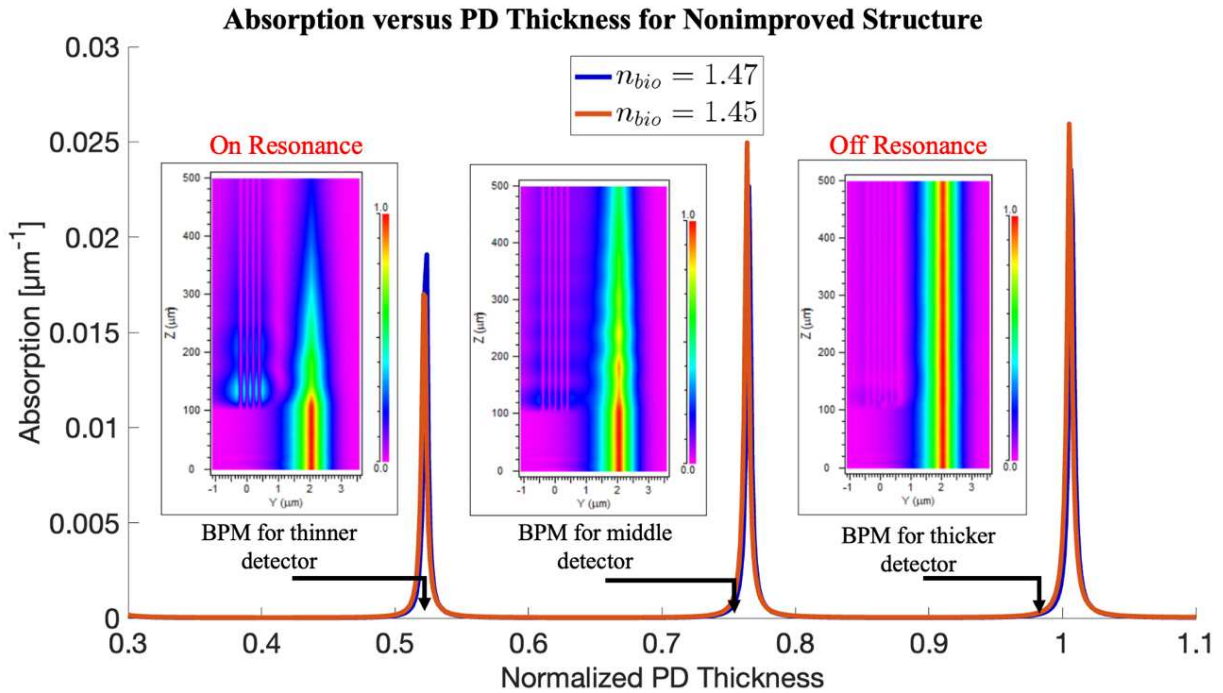 Absorption versus PD Thickness for Nonimproved Structure
0.03
0.025
0.02
0.015
0.01
0.005
0
Absorption [μm⁻¹]
n_bio = 1.47
n_bio = 1.45
On Resonance
500
400
300
200
100
0
Z (μm)
-1 0 1 2 3
Y (μm)
1.0
0.0
BPM for thinner
detector
500
400
300
200
100
0
Z (μm)
-1 0 1 2 3
Y (μm)
1.0
0.0
BPM for middle
detector
Off Resonance
500
400
300
200
100
0
Z (μm)
-1 0 1 2 3
Y (μm)
1.0
0.0
BPM for thicker
detector
0.3 0.4 0.5 0.6 0.7 0.8 0.9 1 1.1
Normalized PD Thickness